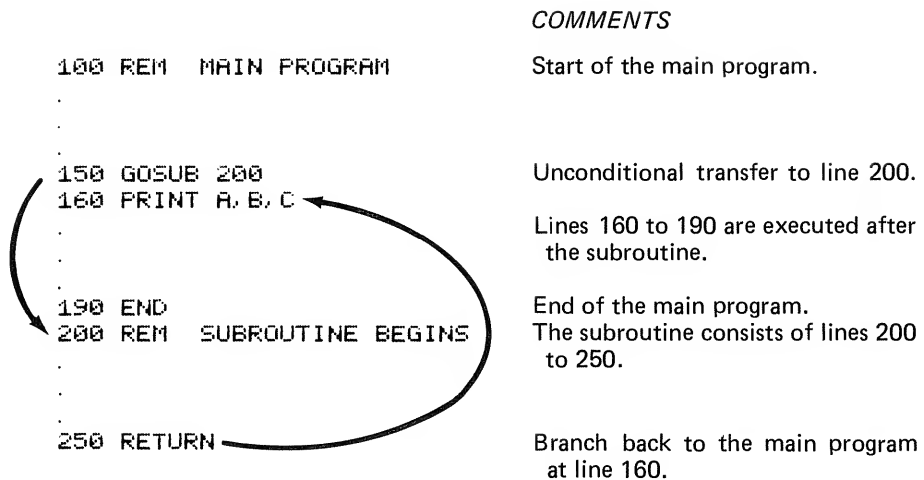 COMMENTS
100 REM MAIN PROGRAM Start of the main program.
.
.
.
150 GOSUB 200 Unconditional transfer to line 200.
160 PRINT A,B,C
. Lines 160 to 190 are executed after
. the subroutine.
.
190 END End of the main program.
200 REM SUBROUTINE BEGINS The subroutine consists of lines 200
. to 250.
.
.
250 RETURN Branch back to the main program
at line 160.